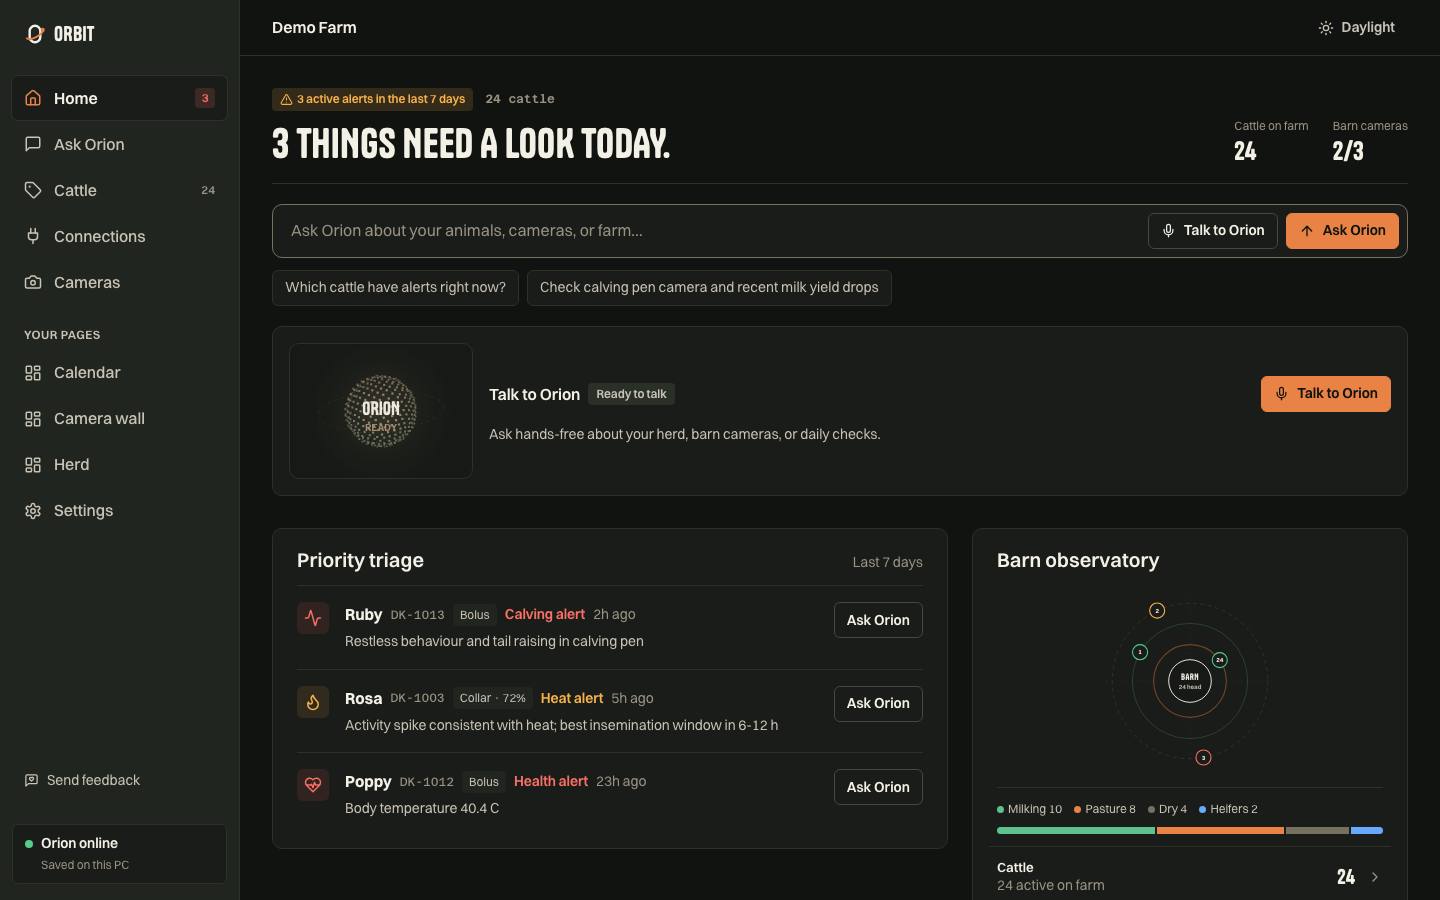 ORBIT
Home 3
Ask Orion
Cattle 24
Connections
Cameras
YOUR PAGES
Calendar
Camera wall
Herd
Settings
Send feedback
Orion online
Saved on this PC
Demo Farm
Daylight
3 active alerts in the last 7 days 24 cattle
3 THINGS NEED A LOOK TODAY.
Cattle on farm
24
Barn cameras
2/3
Ask Orion about your animals, cameras, or farm...
Talk to Orion
Ask Orion
Which cattle have alerts right now?
Check calving pen camera and recent milk yield drops
ORION
READY
Talk to Orion Ready to talk
Ask hands-free about your herd, barn cameras, or daily checks.
Talk to Orion
Priority triage Last 7 days
Ruby DK-1013 Bolus Calving alert 2h ago
Restless behaviour and tail raising in calving pen
Ask Orion
Rosa DK-1003 Collar · 72% Heat alert 5h ago
Activity spike consistent with heat; best insemination window in 6-12 h
Ask Orion
Poppy DK-1012 Bolus Health alert 23h ago
Body temperature 40.4 C
Ask Orion
Barn observatory
2
1
24
BARN
24 head
3
Milking 10 Pasture 8 Dry 4 Heifers 2
Cattle
24 active on farm
24